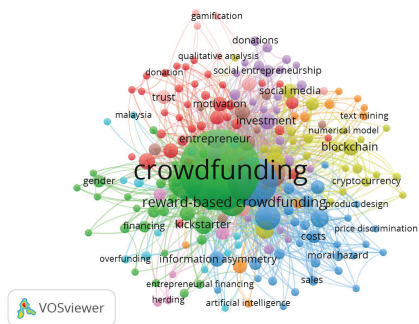 gamification
donations
qualitative analysis
donation
social entrepreneurship
trust
social media
motivation
malaysia
investment
text mining
numerical model
entrepreneur
blockchain
crowdfunding
gender
cryptocurrency
reward-based crowdfunding
product design
financing
kickstarter
costs
price discrimination
overfunding
information asymmetry
moral hazard
entrepreneurial financing
sales
herding
artificial intelligence
VOSviewer